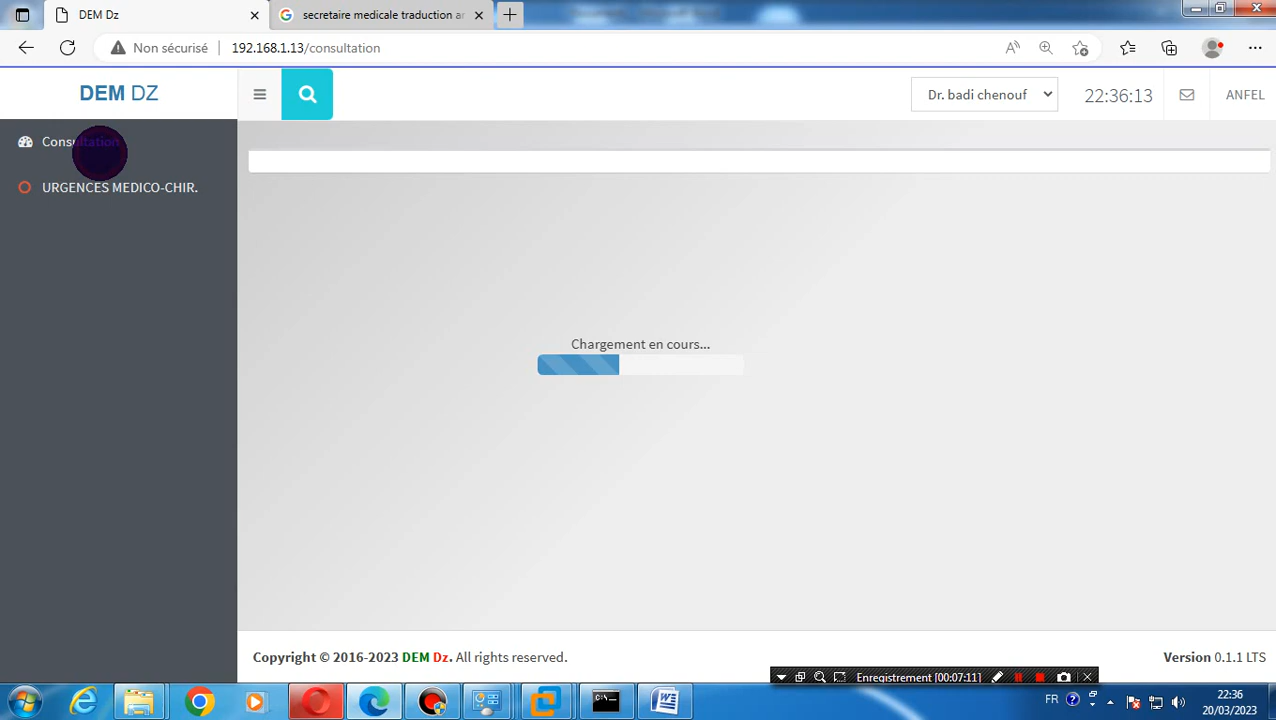 DEM Dz
secretaire medicale traduction ar
Non sécurisé
192.168.1.13/consultation
DEM DZ
Dr. badi chenouf
22:36:13
ANFEL
Consultation
URGENCES MEDICO-CHIR.
Chargement en cours...
Copyright © 2016-2023 DEM Dz. All rights reserved.
Version 0.1.1 LTS
Enregistrement [00:07:11]
FR
22:36
20/03/2023